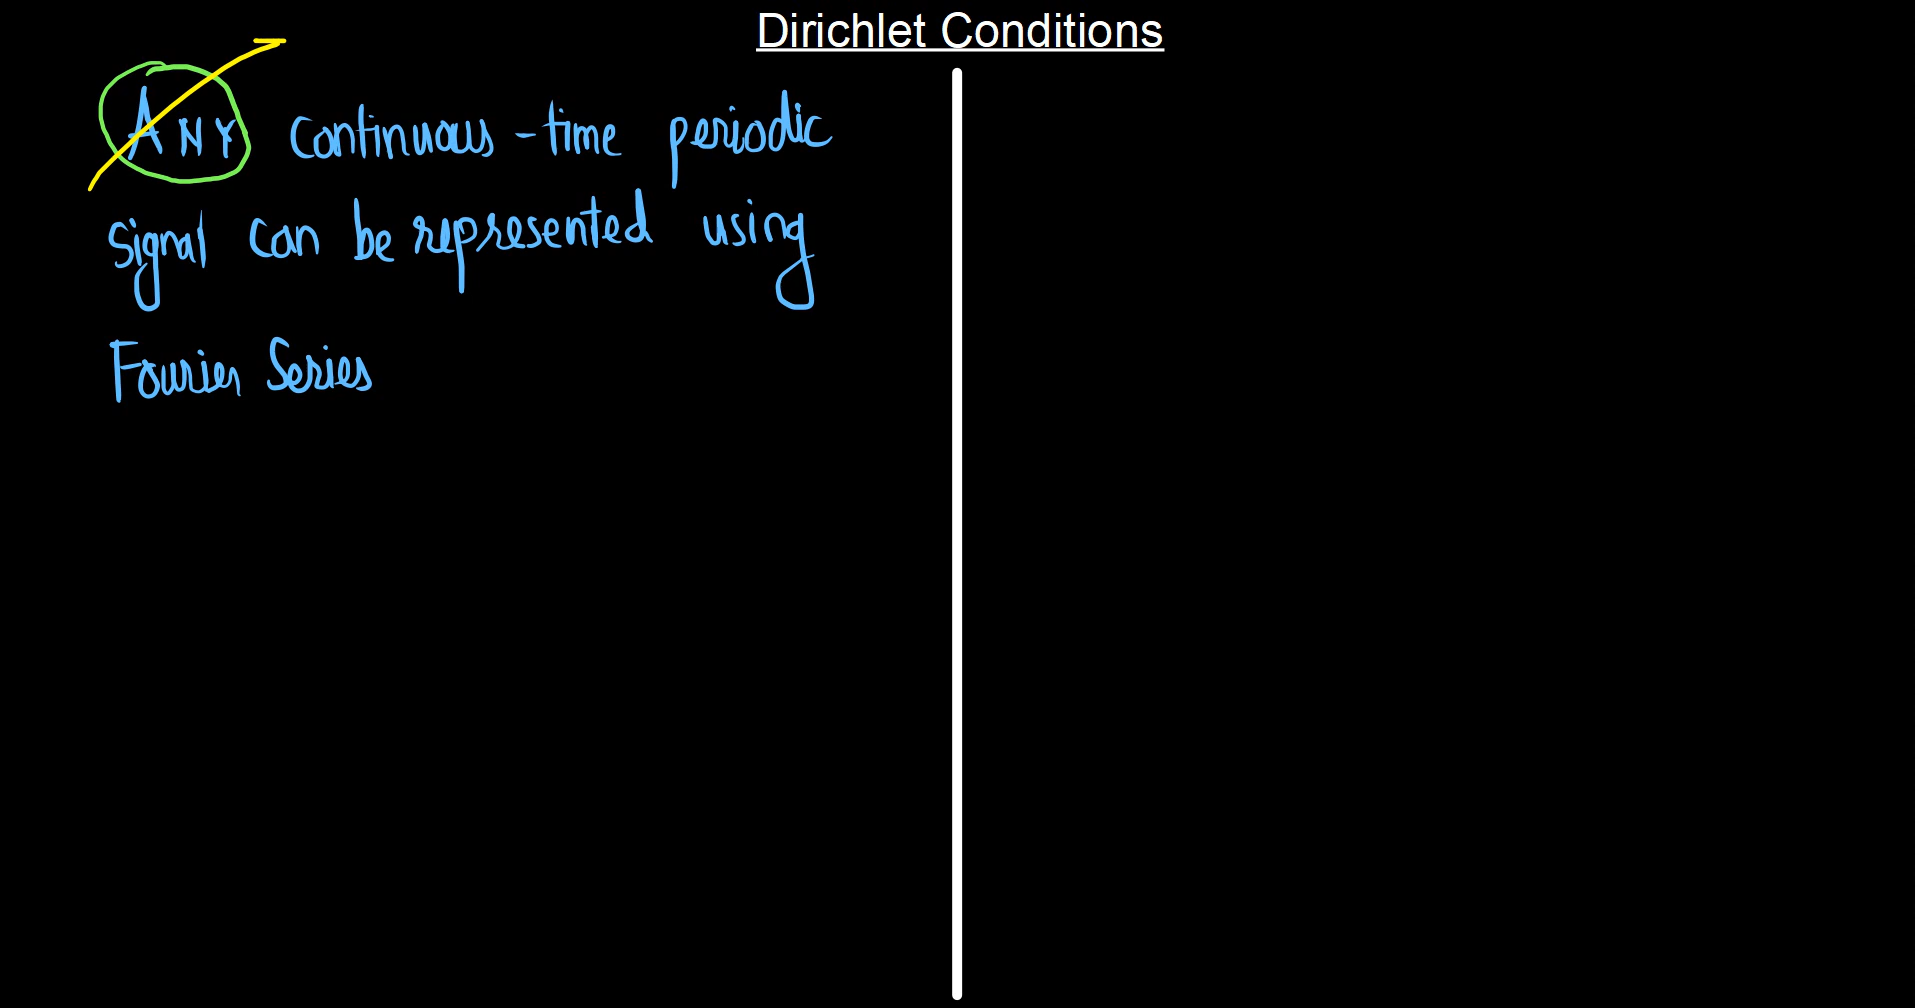 Dirichlet Conditions
ANY continuous-time periodic
signal can be represented using
Fourier Series